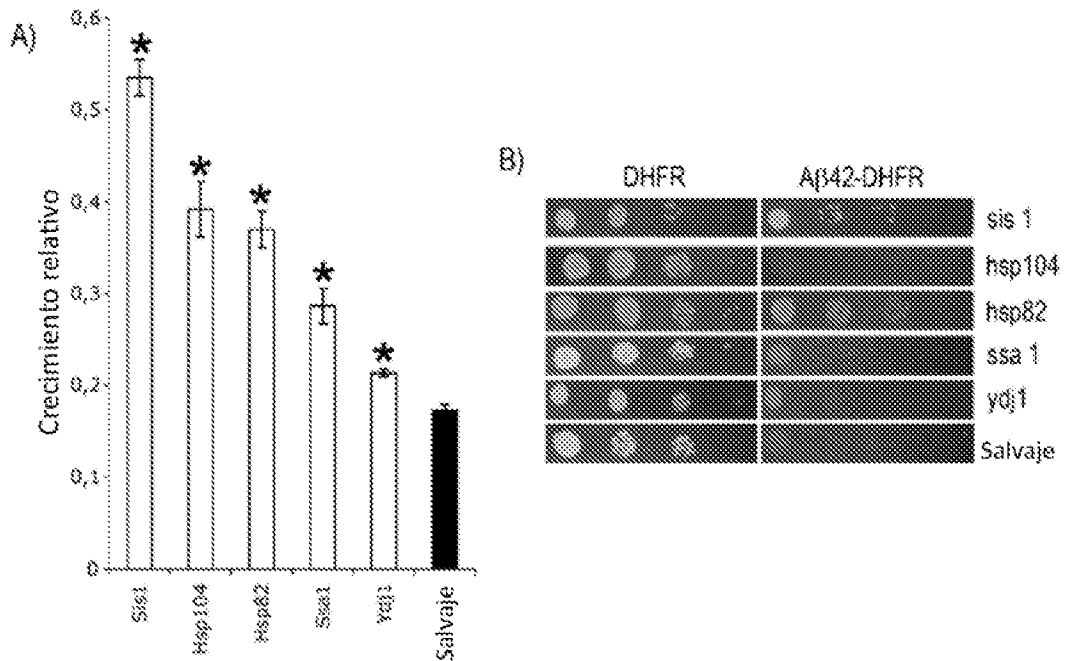 A)
Crecimiento relativo
0,6
0,5
0,4
0,3
0,2
0,1
0
*
*
*
*
*
Sis1
Hsp104
Hsp82
Ssa1
Ydj1
Salvaje
B)
DHFR
Aβ42-DHFR
sis 1
hsp104
hsp82
ssa 1
ydj1
Salvaje